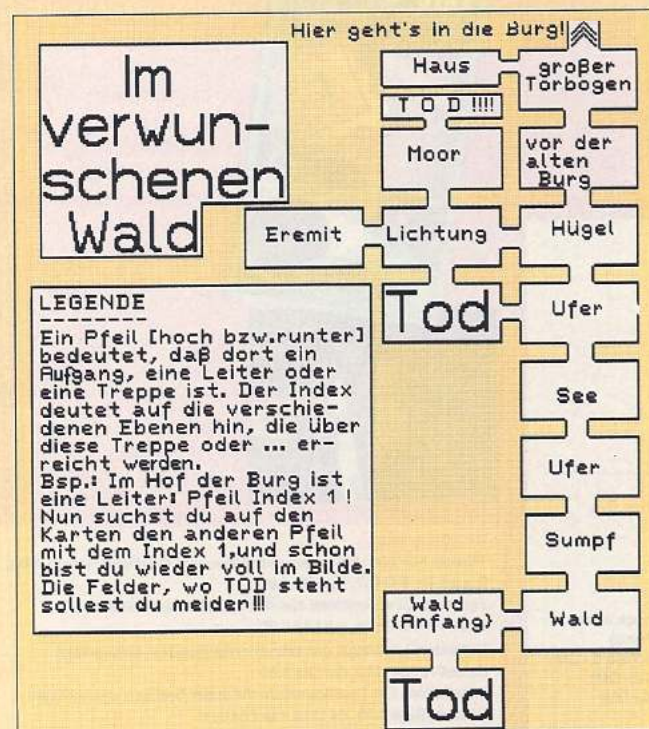 Hier geht's in die Burg!
Im
verwun-
schenen
Wald
Haus
großer
Torbogen
T O D !!!!
Moor
vor der
alten
Burg
Eremit
Lichtung
Hügel
Tod
Ufer
LEGENDE
---------
Ein Pfeil [hoch bzw.runter]
bedeutet, daß dort ein
Aufgang, eine Leiter oder
eine Treppe ist. Der Index
deutet auf die verschie-
denen Ebenen hin, die über
diese Treppe oder ... er-
reicht werden.
Bsp.: Im Hof der Burg ist
eine Leiter: Pfeil Index 1 !
Nun suchst du auf den
Karten den anderen Pfeil
mit dem Index 1,und schon
bist du wieder voll im Bilde.
Die Felder, wo TOD steht
sollest du meiden!!!
See
Ufer
Sumpf
Wald
{Anfang}
Wald
Tod